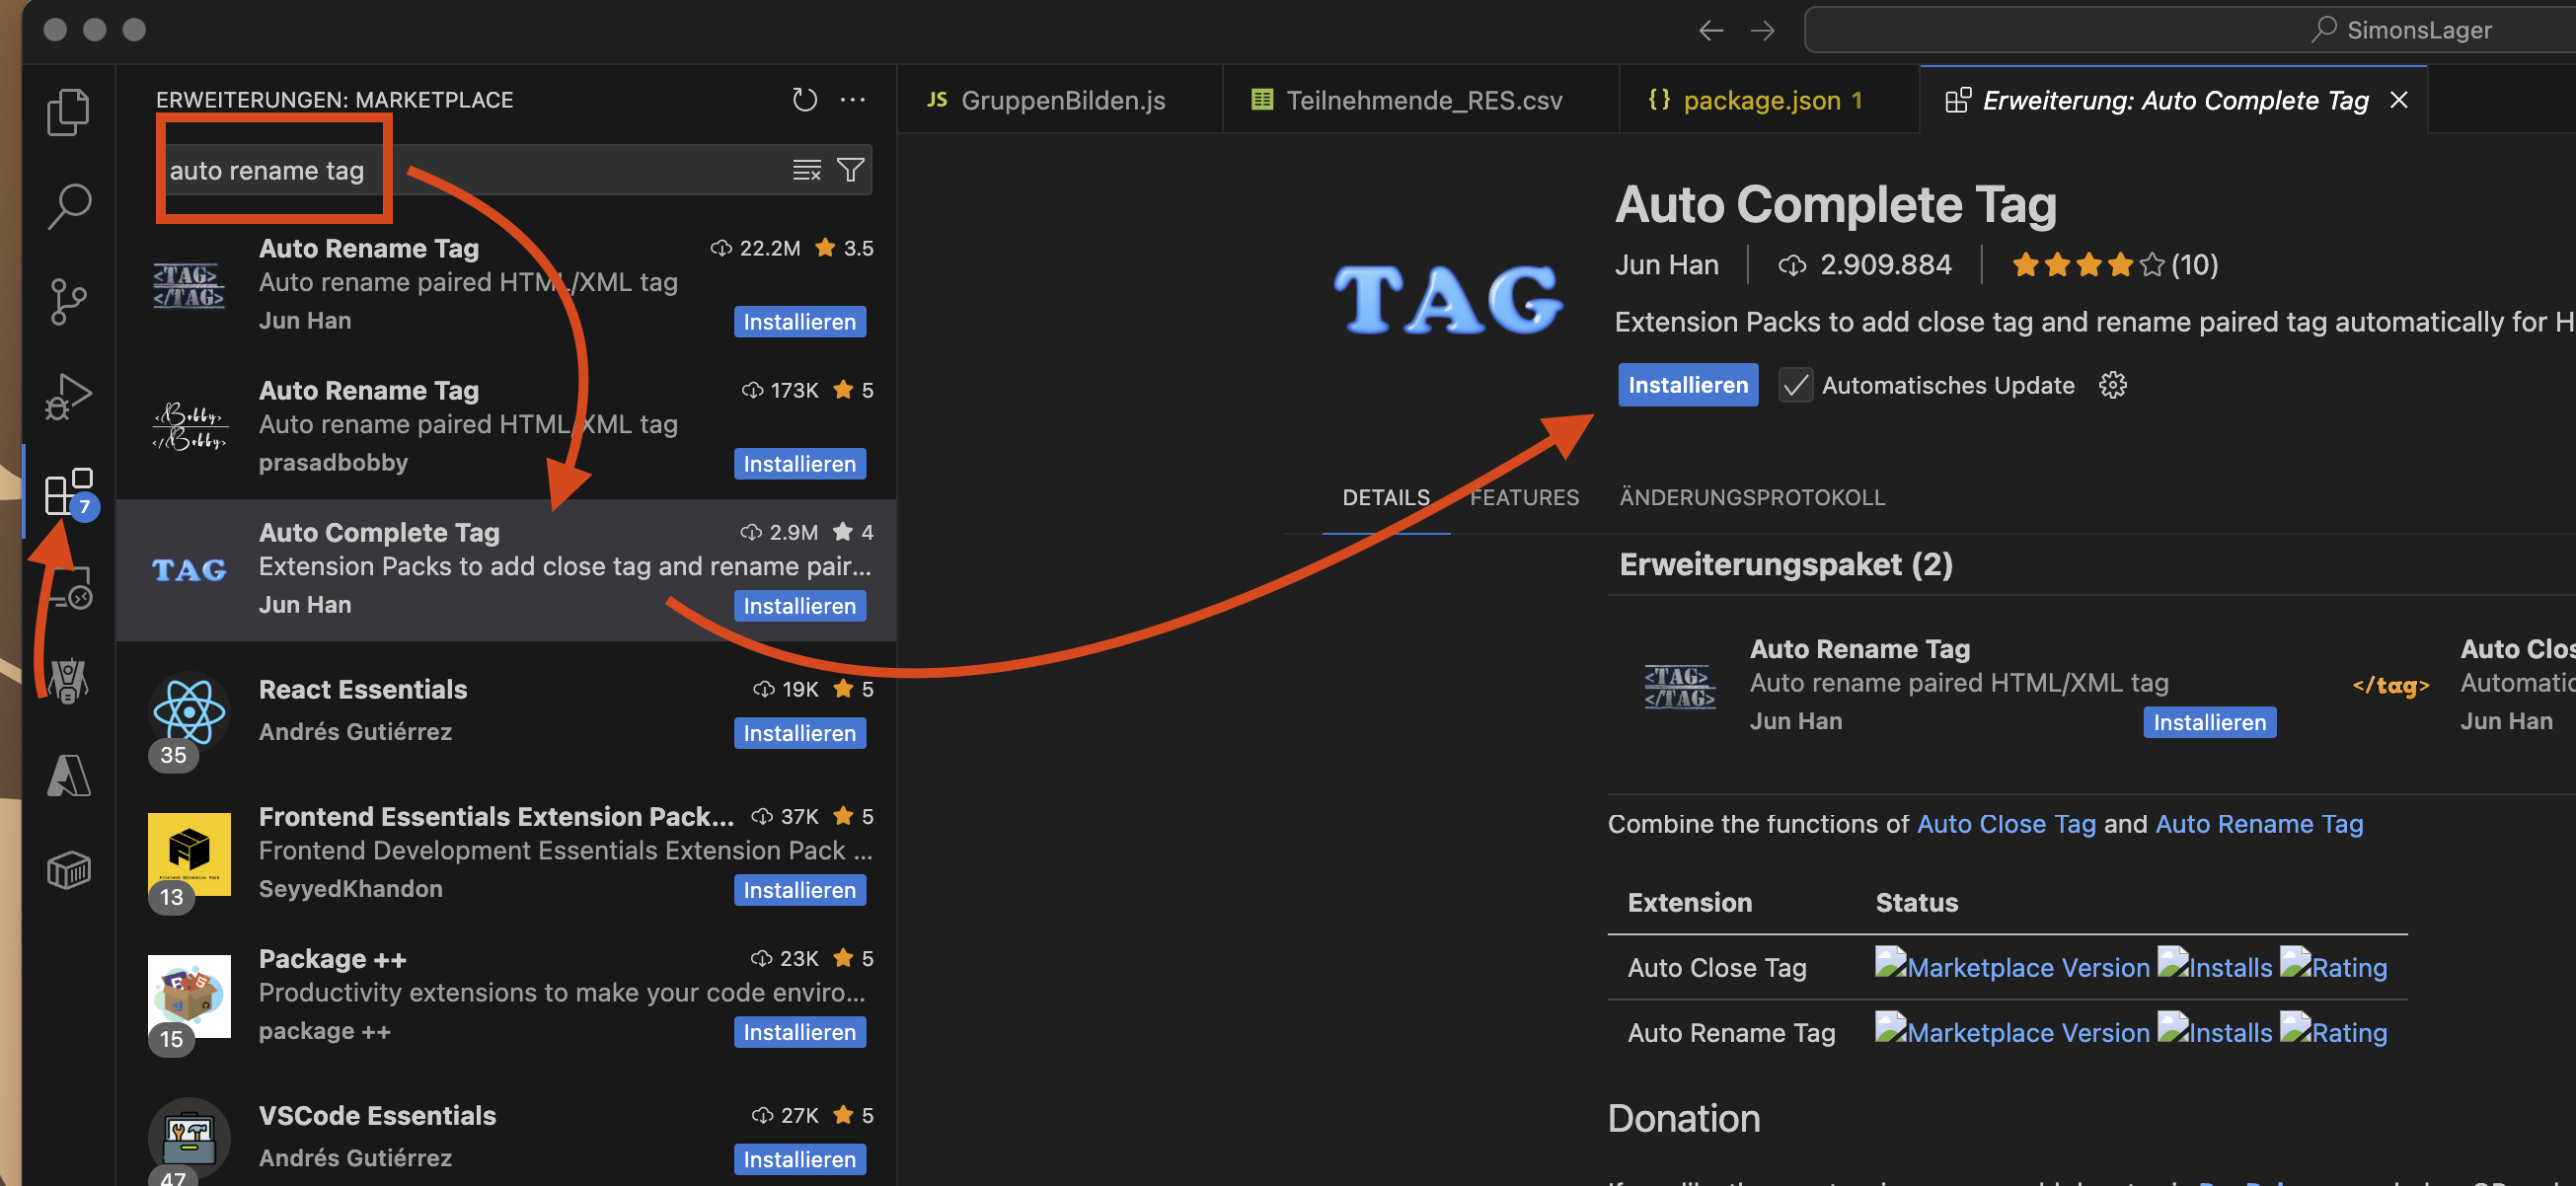 SimonsLager
ERWEITERUNGEN: MARKETPLACE
JS GruppenBilden.js
Teilnehmende_RES.csv
{} package.json 1
Erweiterung: Auto Complete Tag
auto rename tag
<TAG>
</TAG>
Auto Rename Tag 22.2M 3.5
Auto rename paired HTML/XML tag
Jun Han Installieren
<Bobby>
</Bobby>
Auto Rename Tag 173K 5
Auto rename paired HTML/XML tag
prasadbobby Installieren
7
TAG
Auto Complete Tag 2.9M 4
Extension Packs to add close tag and rename pair...
Jun Han Installieren
React Essentials 19K 5
Andrés Gutiérrez Installieren
35
Frontend Essentials Extension Pack... 37K 5
Frontend Development Essentials Extension Pack ...
SeyyedKhandon Installieren
13
Package ++ 23K 5
Productivity extensions to make your code enviro...
package ++ Installieren
15
VSCode Essentials 27K 5
Andrés Gutiérrez Installieren
47
TAG
Auto Complete Tag
Jun Han 2.909.884 (10)
Extension Packs to add close tag and rename paired tag automatically for H
Installieren Automatisches Update
DETAILS FEATURES ÄNDERUNGSPROTOKOLL
Erweiterungspaket (2)
<TAG>
</TAG>
Auto Rename Tag
Auto rename paired HTML/XML tag
Jun Han Installieren
</tag>
Auto Clos
Automatic
Jun Han
Combine the functions of Auto Close Tag and Auto Rename Tag
Extension Status
Auto Close Tag Marketplace Version Installs Rating
Auto Rename Tag Marketplace Version Installs Rating
Donation